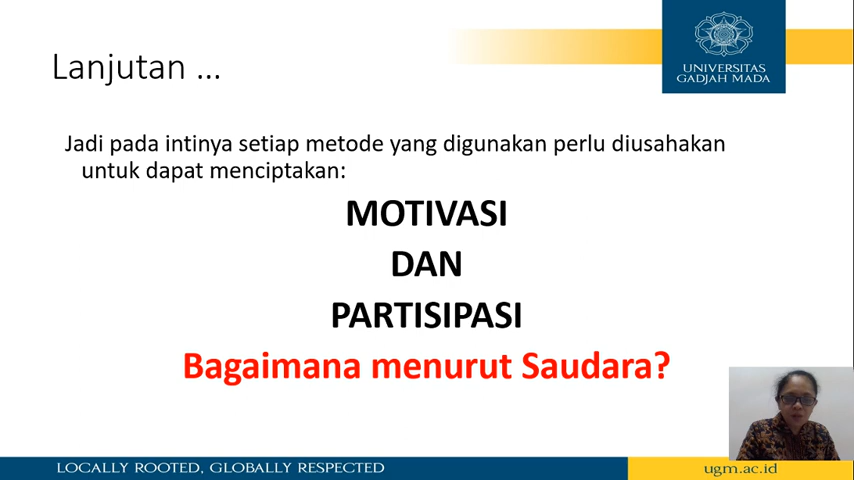 Lanjutan ...
UNIVERSITAS
GADJAH MADA
Jadi pada intinya setiap metode yang digunakan perlu diusahakan
untuk dapat menciptakan:
MOTIVASI
DAN
PARTISIPASI
Bagaimana menurut Saudara?
LOCALLY ROOTED, GLOBALLY RESPECTED
ugm.ac.id